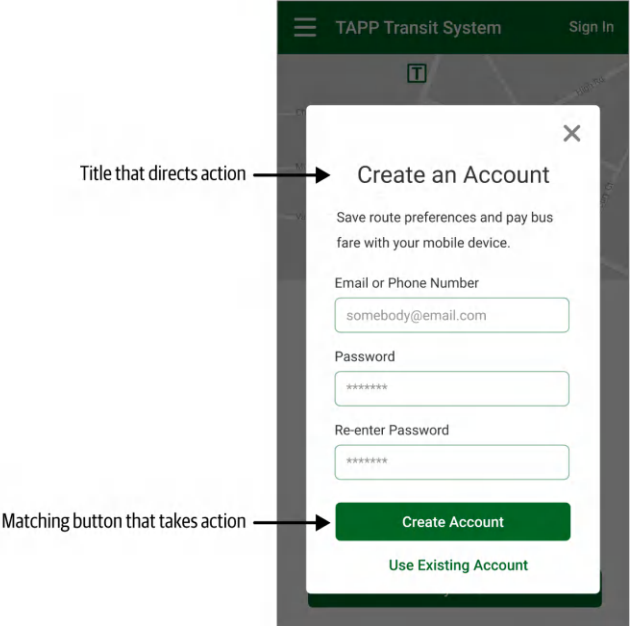 TAPP Transit System
Sign In
T
Title that directs action
Create an Account
Save route preferences and pay bus
fare with your mobile device.
Email or Phone Number
somebody@email.com
Password
*******
Re-enter Password
*******
Matching button that takes action
Create Account
Use Existing Account